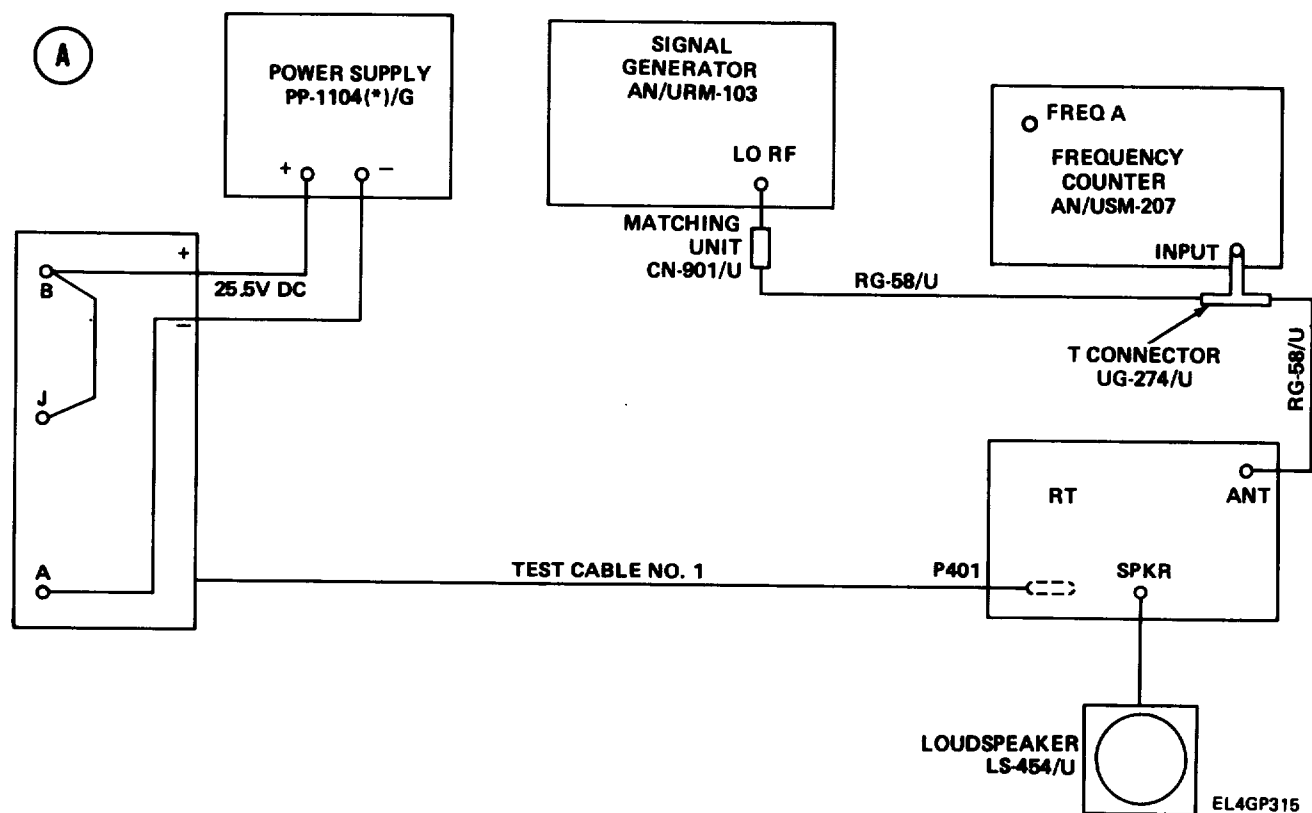 A
POWER SUPPLY
PP-1104(*)/G
+
−
SIGNAL
GENERATOR
AN/URM-103
LO RF
MATCHING
UNIT
CN-901/U
RG-58/U
FREQ A
FREQUENCY
COUNTER
AN/USM-207
INPUT
T CONNECTOR
UG-274/U
RG-58/U
+
B
25.5V DC
−
J
A
TEST CABLE NO. 1
P401
RT
ANT
SPKR
LOUDSPEAKER
LS-454/U
EL4GP315